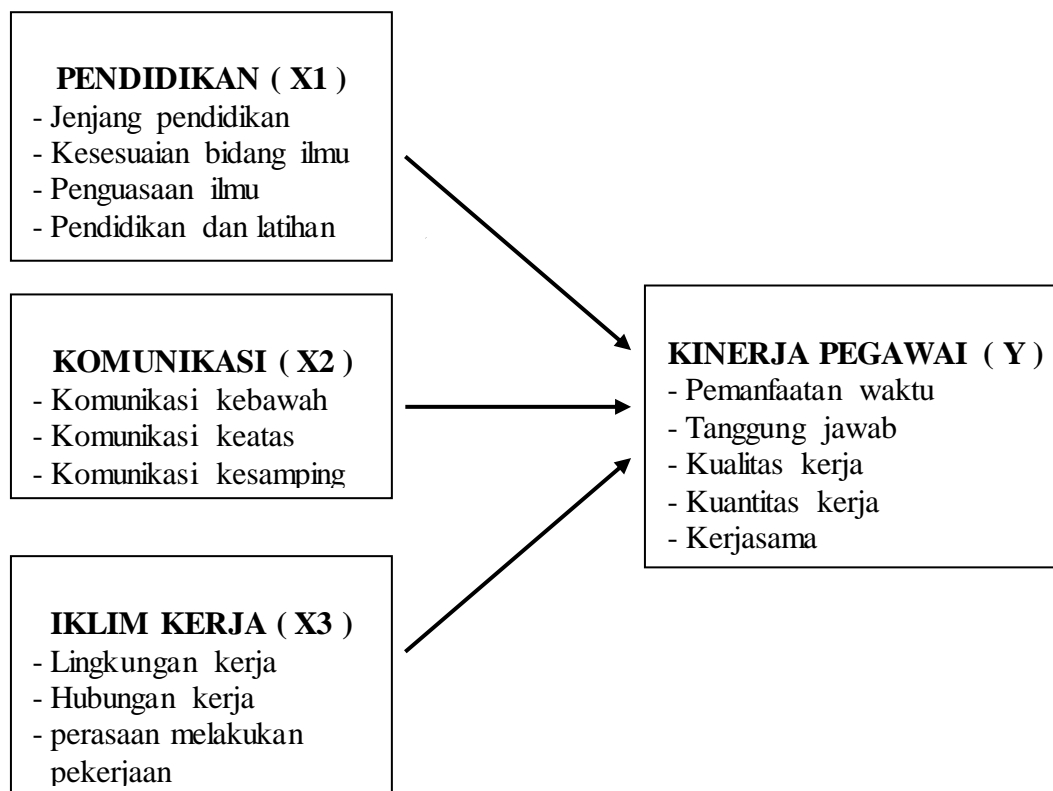 PENDIDIKAN ( X1 )
- Jenjang pendidikan
- Kesesuaian bidang ilmu
- Penguasaan ilmu
- Pendidikan dan latihan
KOMUNIKASI ( X2 )
- Komunikasi kebawah
- Komunikasi keatas
- Komunikasi kesamping
IKLIM KERJA ( X3 )
- Lingkungan kerja
- Hubungan kerja
- perasaan melakukan
pekerjaan
KINERJA PEGAWAI ( Y )
- Pemanfaatan waktu
- Tanggung jawab
- Kualitas kerja
- Kuantitas kerja
- Kerjasama